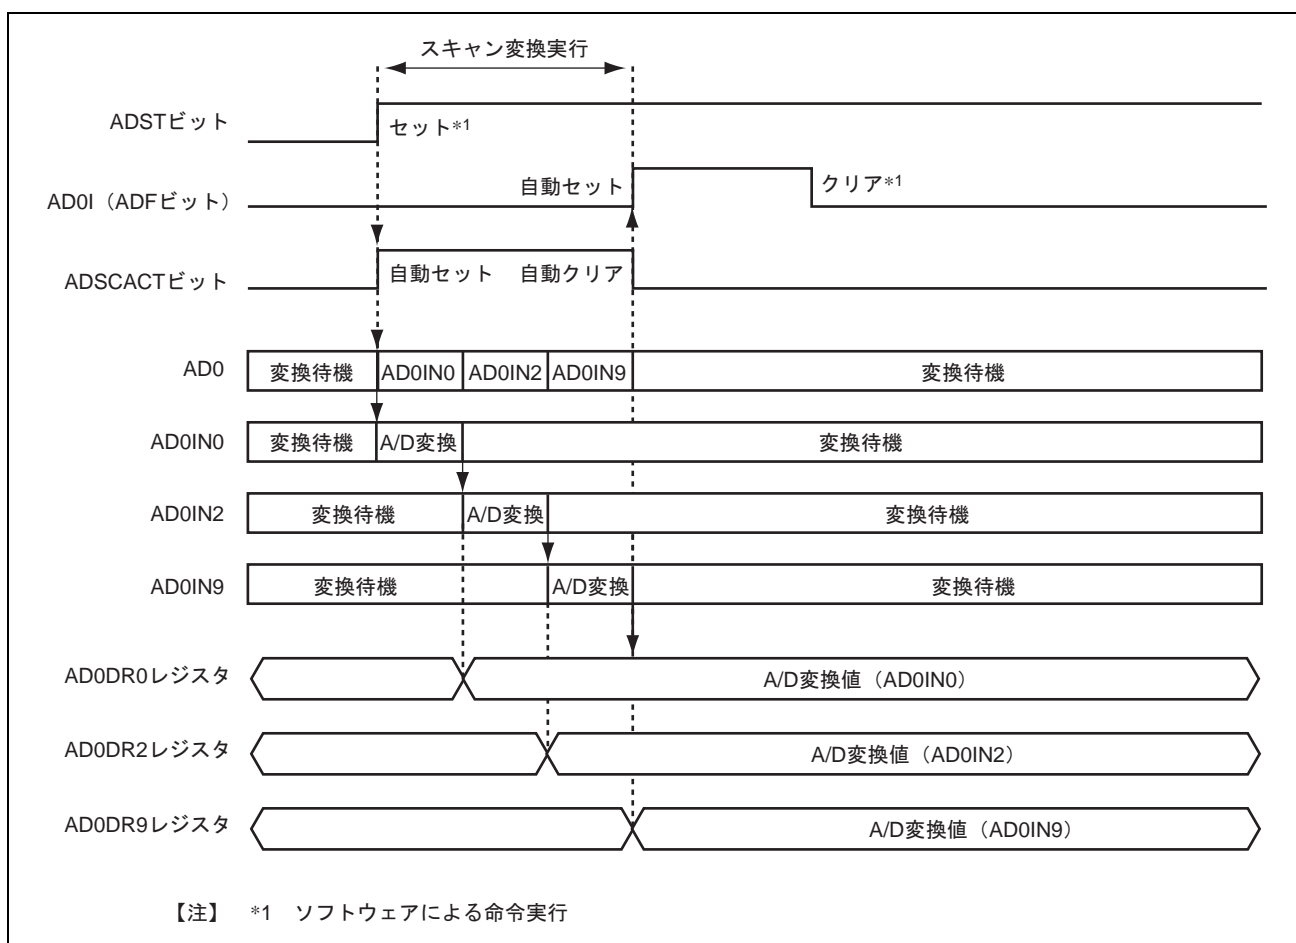 スキャン変換実行
ADSTビット
セット*1
AD0I（ADFビット）
自動セット
クリア*1
ADSCACTビット
自動セット 自動クリア
AD0 変換待機 AD0IN0 AD0IN2 AD0IN9 変換待機
AD0IN0 変換待機 A/D変換 変換待機
AD0IN2 変換待機 A/D変換 変換待機
AD0IN9 変換待機 A/D変換 変換待機
AD0DR0レジスタ A/D変換値（AD0IN0）
AD0DR2レジスタ A/D変換値（AD0IN2）
AD0DR9レジスタ A/D変換値（AD0IN9）
【注】 *1 ソフトウェアによる命令実行